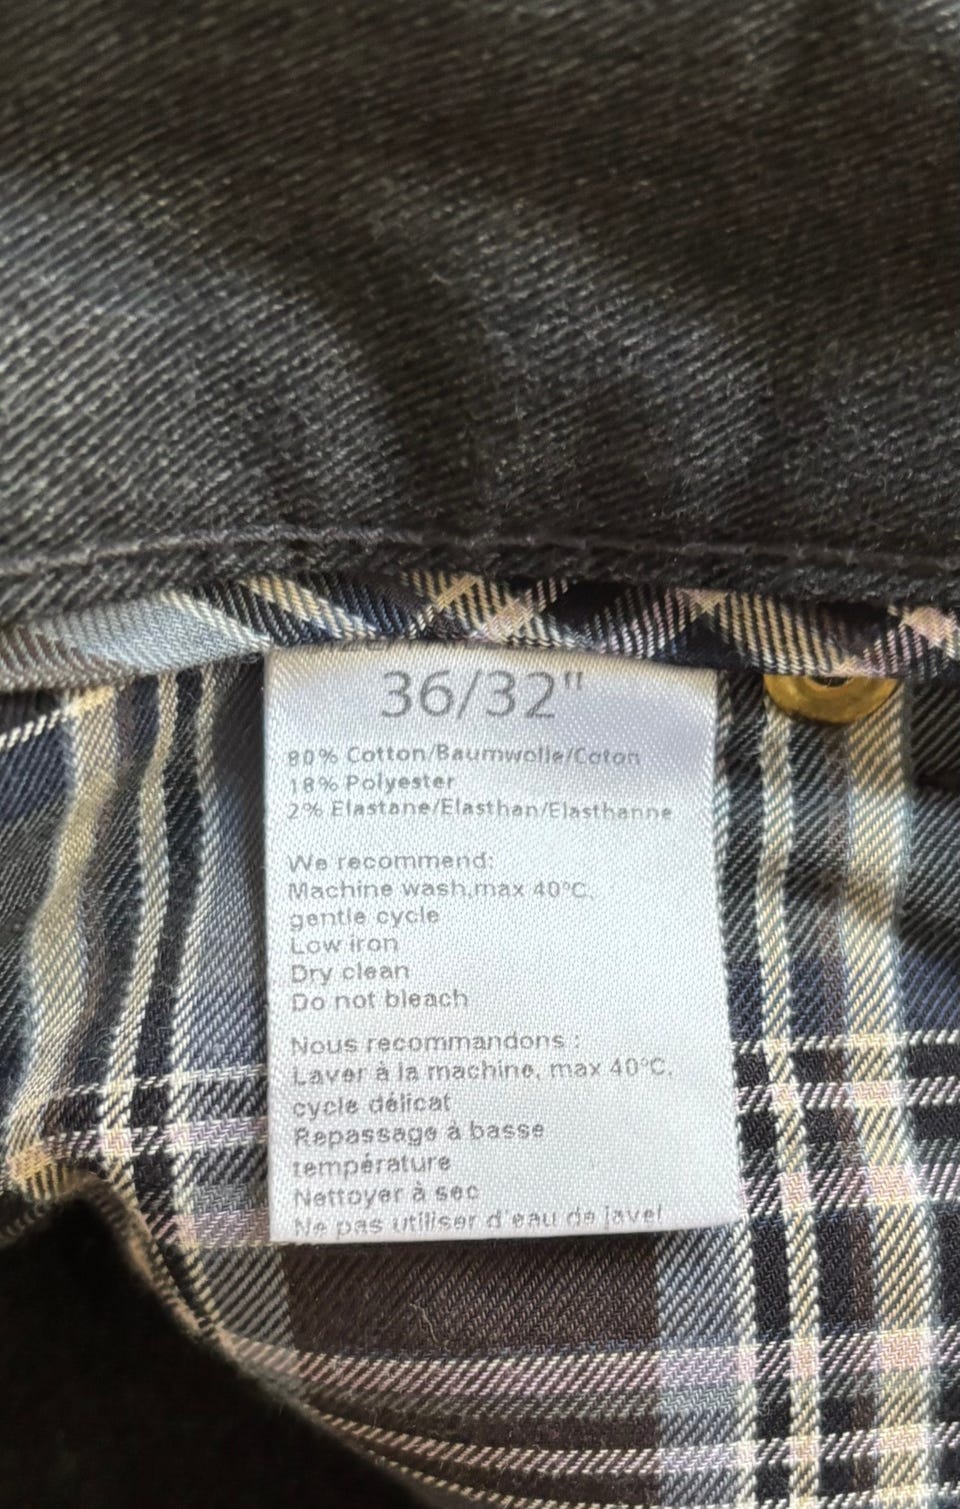 36/32"
80% Cotton/Baumwolle/Coton
18% Polyester
2% Elastane/Elasthan/Elasthanne
We recommend:
Machine wash,max 40°C,
gentle cycle
Low iron
Dry clean
Do not bleach
Nous recommandons :
Laver à la machine, max 40°C,
cycle délicat
Repassage à basse
température
Nettoyer à sec
Ne pas utiliser d'eau de javel